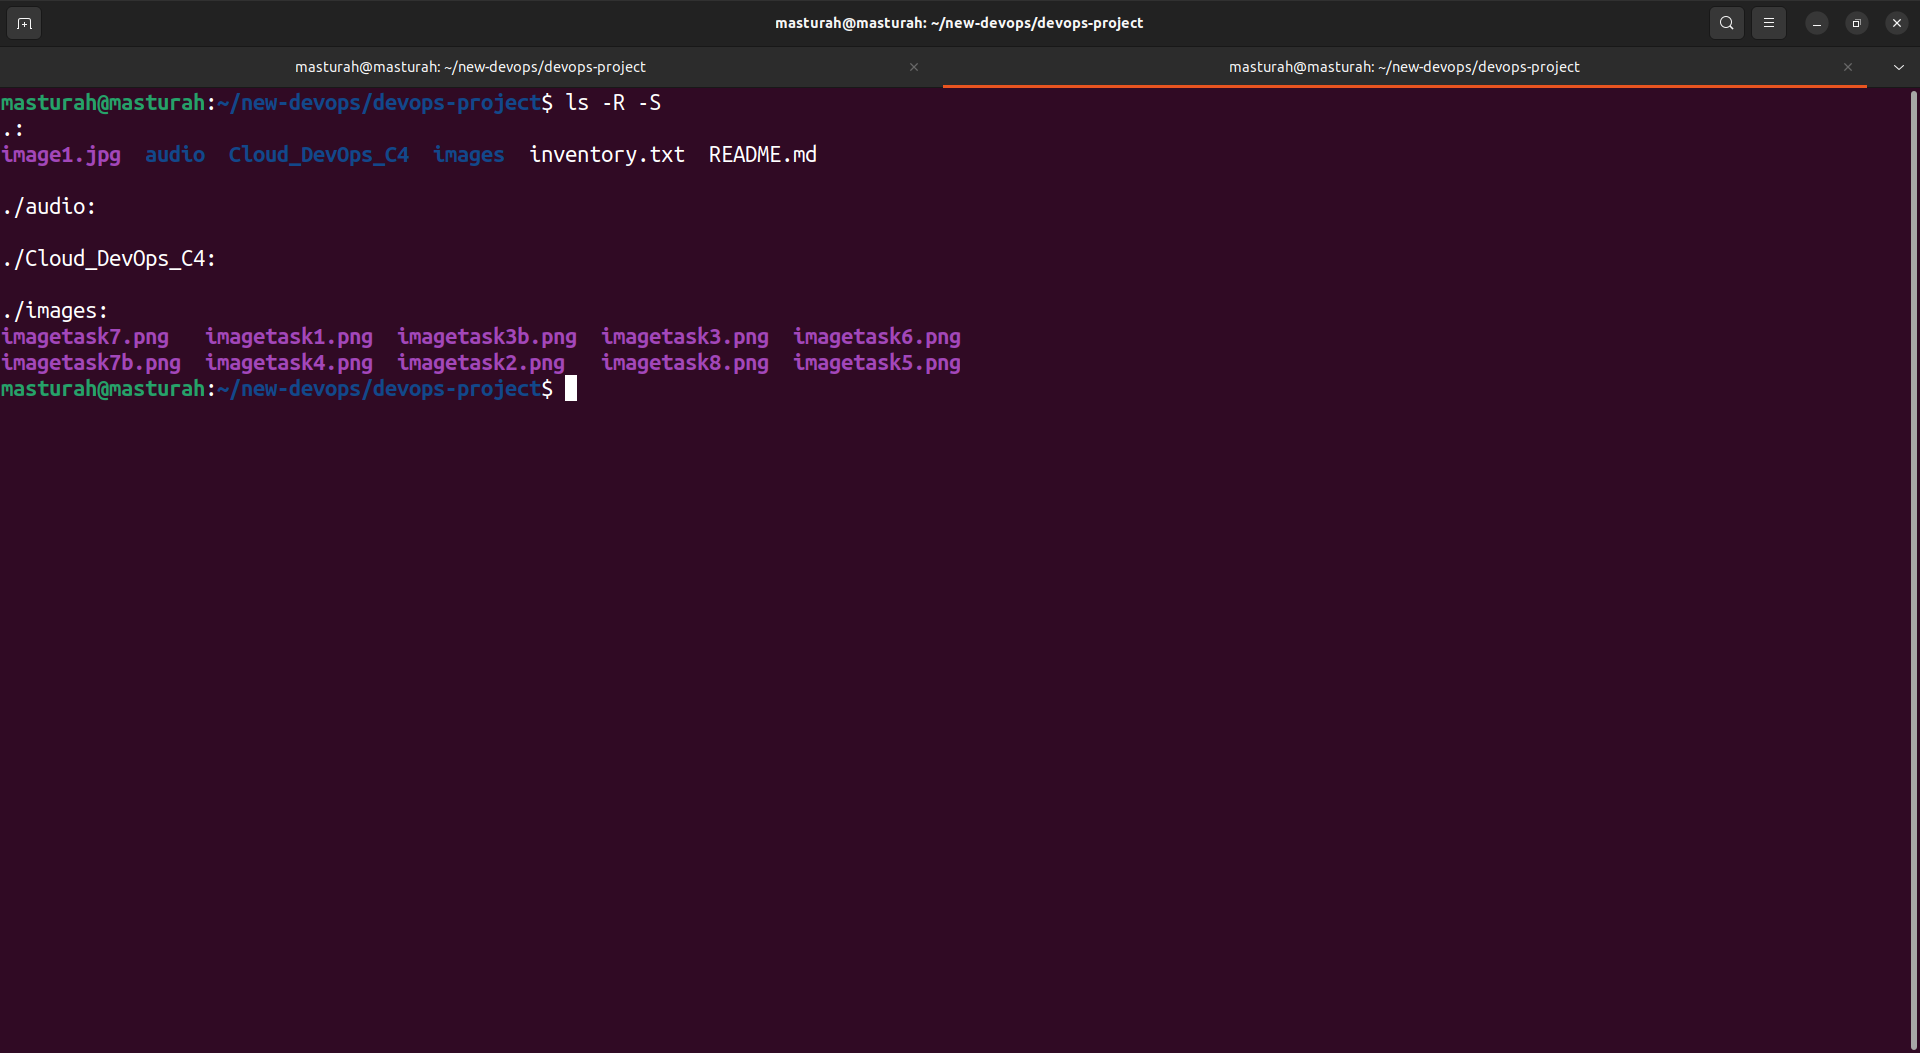 masturah@masturah: ~/new-devops/devops-project
masturah@masturah: ~/new-devops/devops-project
masturah@masturah: ~/new-devops/devops-project
masturah@masturah:~/new-devops/devops-project$ ls -R -S
.:
image1.jpg  audio  Cloud_DevOps_C4  images  inventory.txt  README.md
./audio:
./Cloud_DevOps_C4:
./images:
imagetask7.png   imagetask1.png  imagetask3b.png  imagetask3.png  imagetask6.png
imagetask7b.png  imagetask4.png  imagetask2.png   imagetask8.png  imagetask5.png
masturah@masturah:~/new-devops/devops-project$